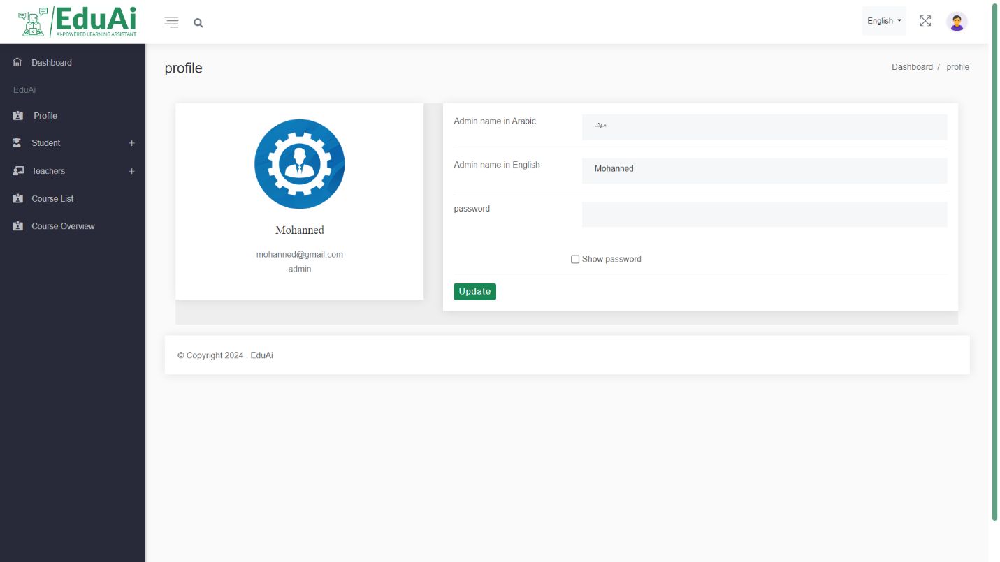 EduAi
AI-POWERED LEARNING ASSISTANT
English
Dashboard
EduAi
Profile
Student
Teachers
Course List
Course Overview
profile
Dashboard / profile
Mohanned
mohanned@gmail.com
admin
Admin name in Arabic
مهند
Admin name in English
Mohanned
password
Show password
Update
© Copyright 2024 . EduAi